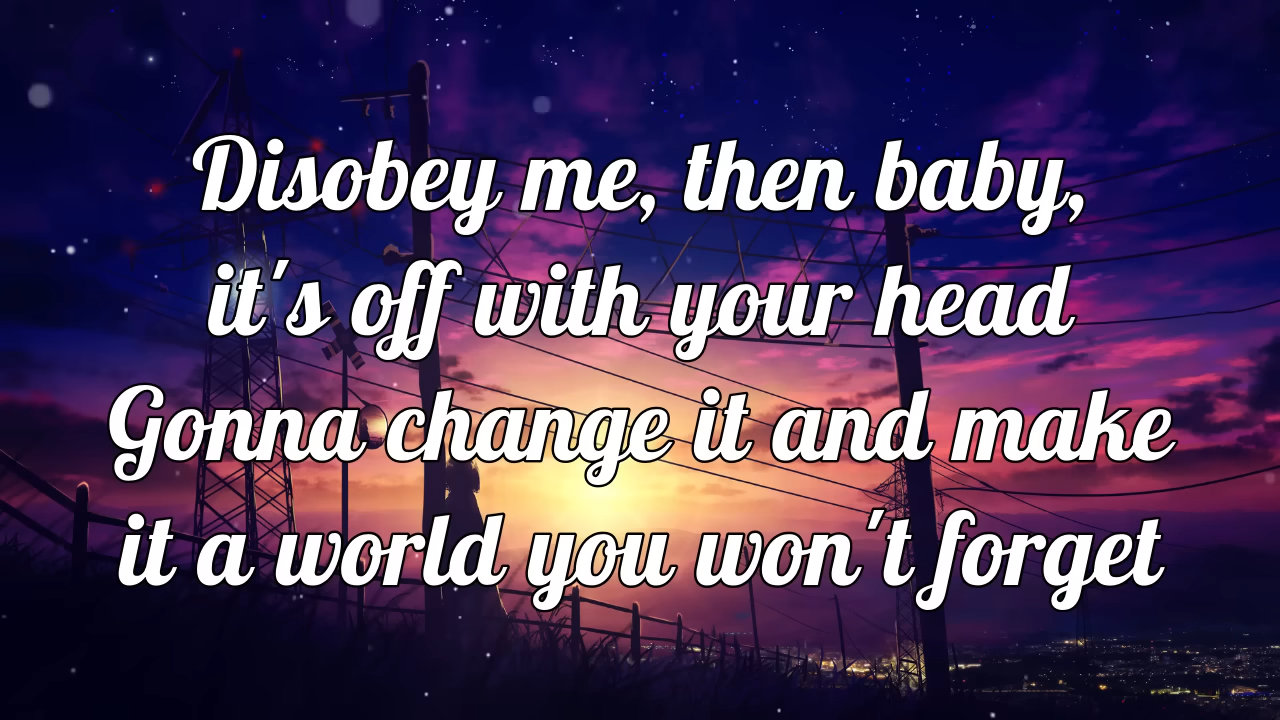 Disobey me, then baby,
it's off with your head
Gonna change it and make
it a world you won't forget